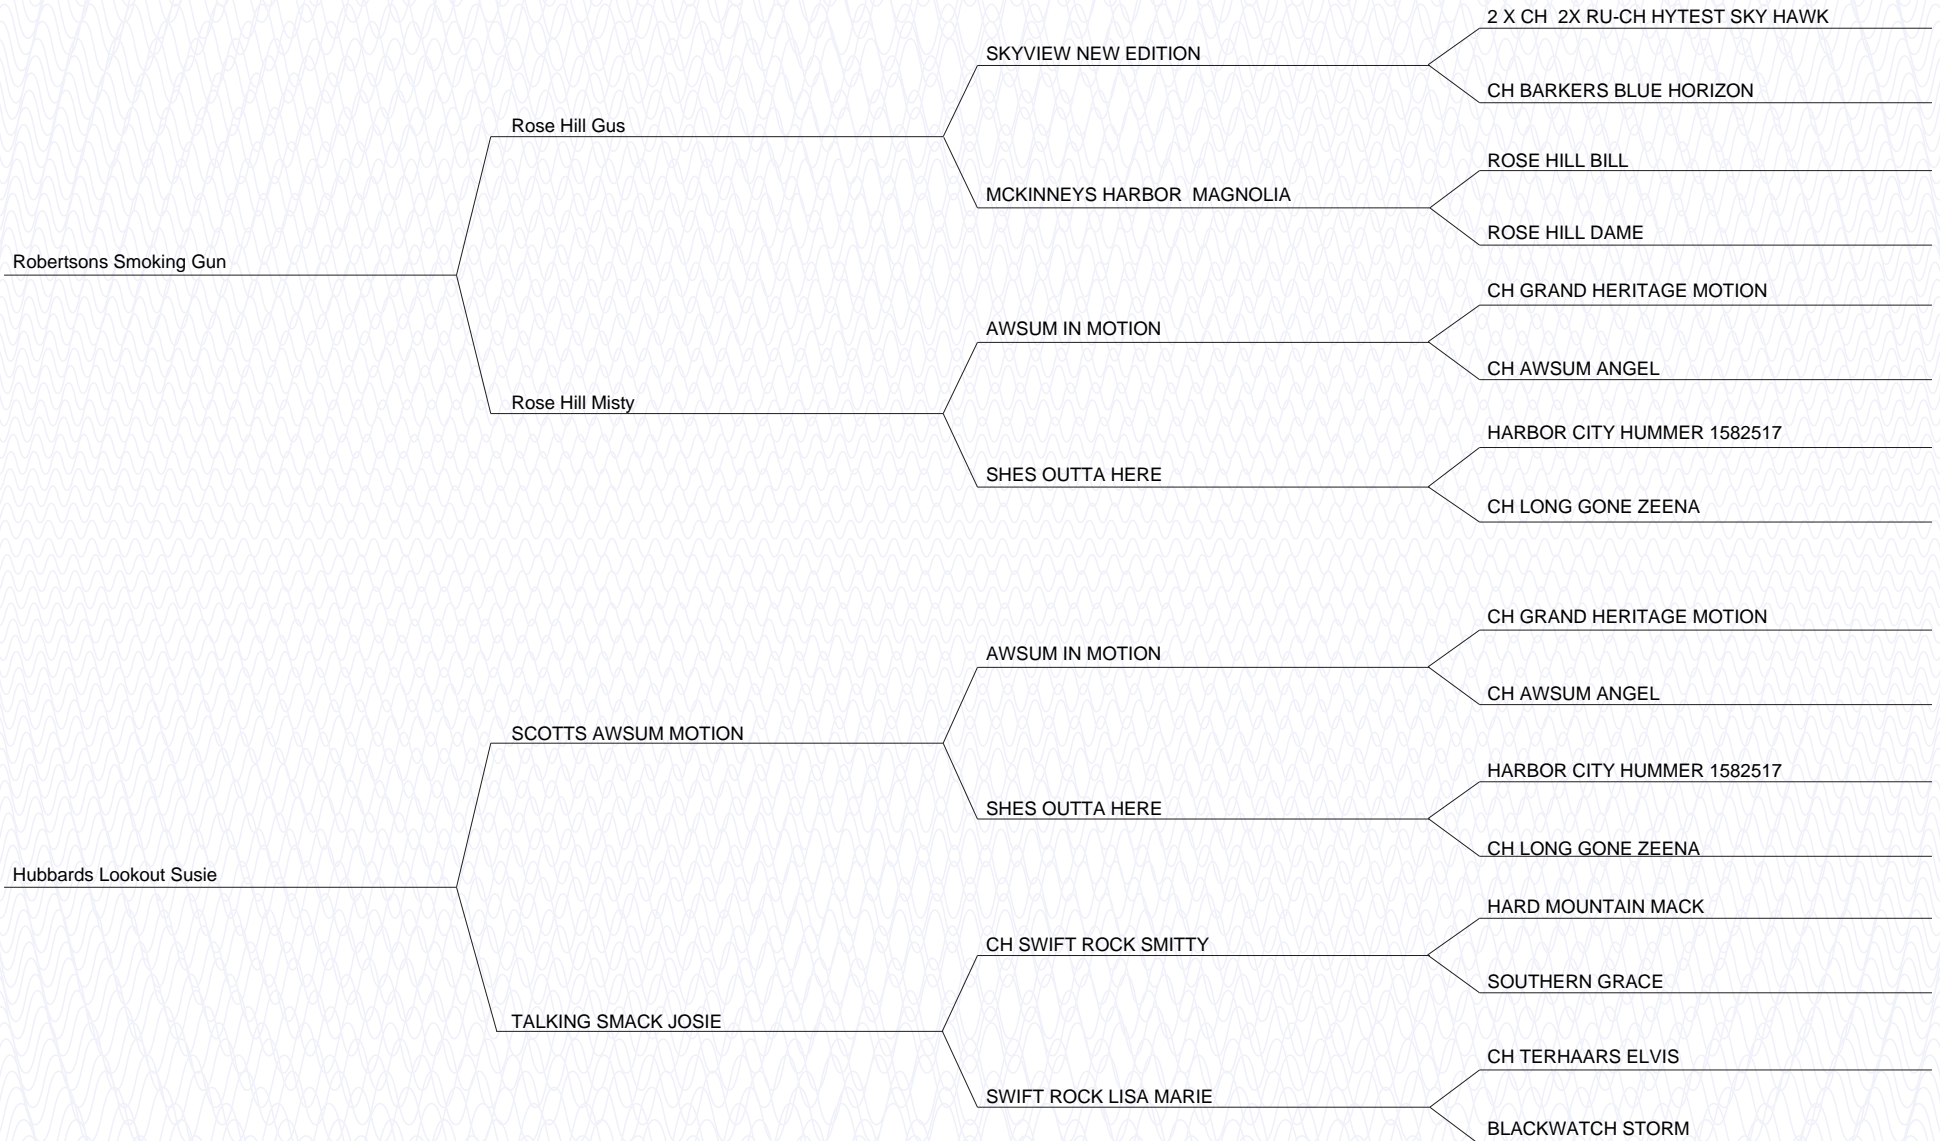 2 X CH  2X RU-CH HYTEST SKY HAWK
SKYVIEW NEW EDITION
CH BARKERS BLUE HORIZON
Rose Hill Gus
ROSE HILL BILL
MCKINNEYS HARBOR  MAGNOLIA
ROSE HILL DAME
Robertsons Smoking Gun
CH GRAND HERITAGE MOTION
AWSUM IN MOTION
CH AWSUM ANGEL
Rose Hill Misty
HARBOR CITY HUMMER 1582517
SHES OUTTA HERE
CH LONG GONE ZEENA
CH GRAND HERITAGE MOTION
AWSUM IN MOTION
CH AWSUM ANGEL
SCOTTS AWSUM MOTION
HARBOR CITY HUMMER 1582517
SHES OUTTA HERE
CH LONG GONE ZEENA
Hubbards Lookout Susie
HARD MOUNTAIN MACK
CH SWIFT ROCK SMITTY
SOUTHERN GRACE
TALKING SMACK JOSIE
CH TERHAARS ELVIS
SWIFT ROCK LISA MARIE
BLACKWATCH STORM